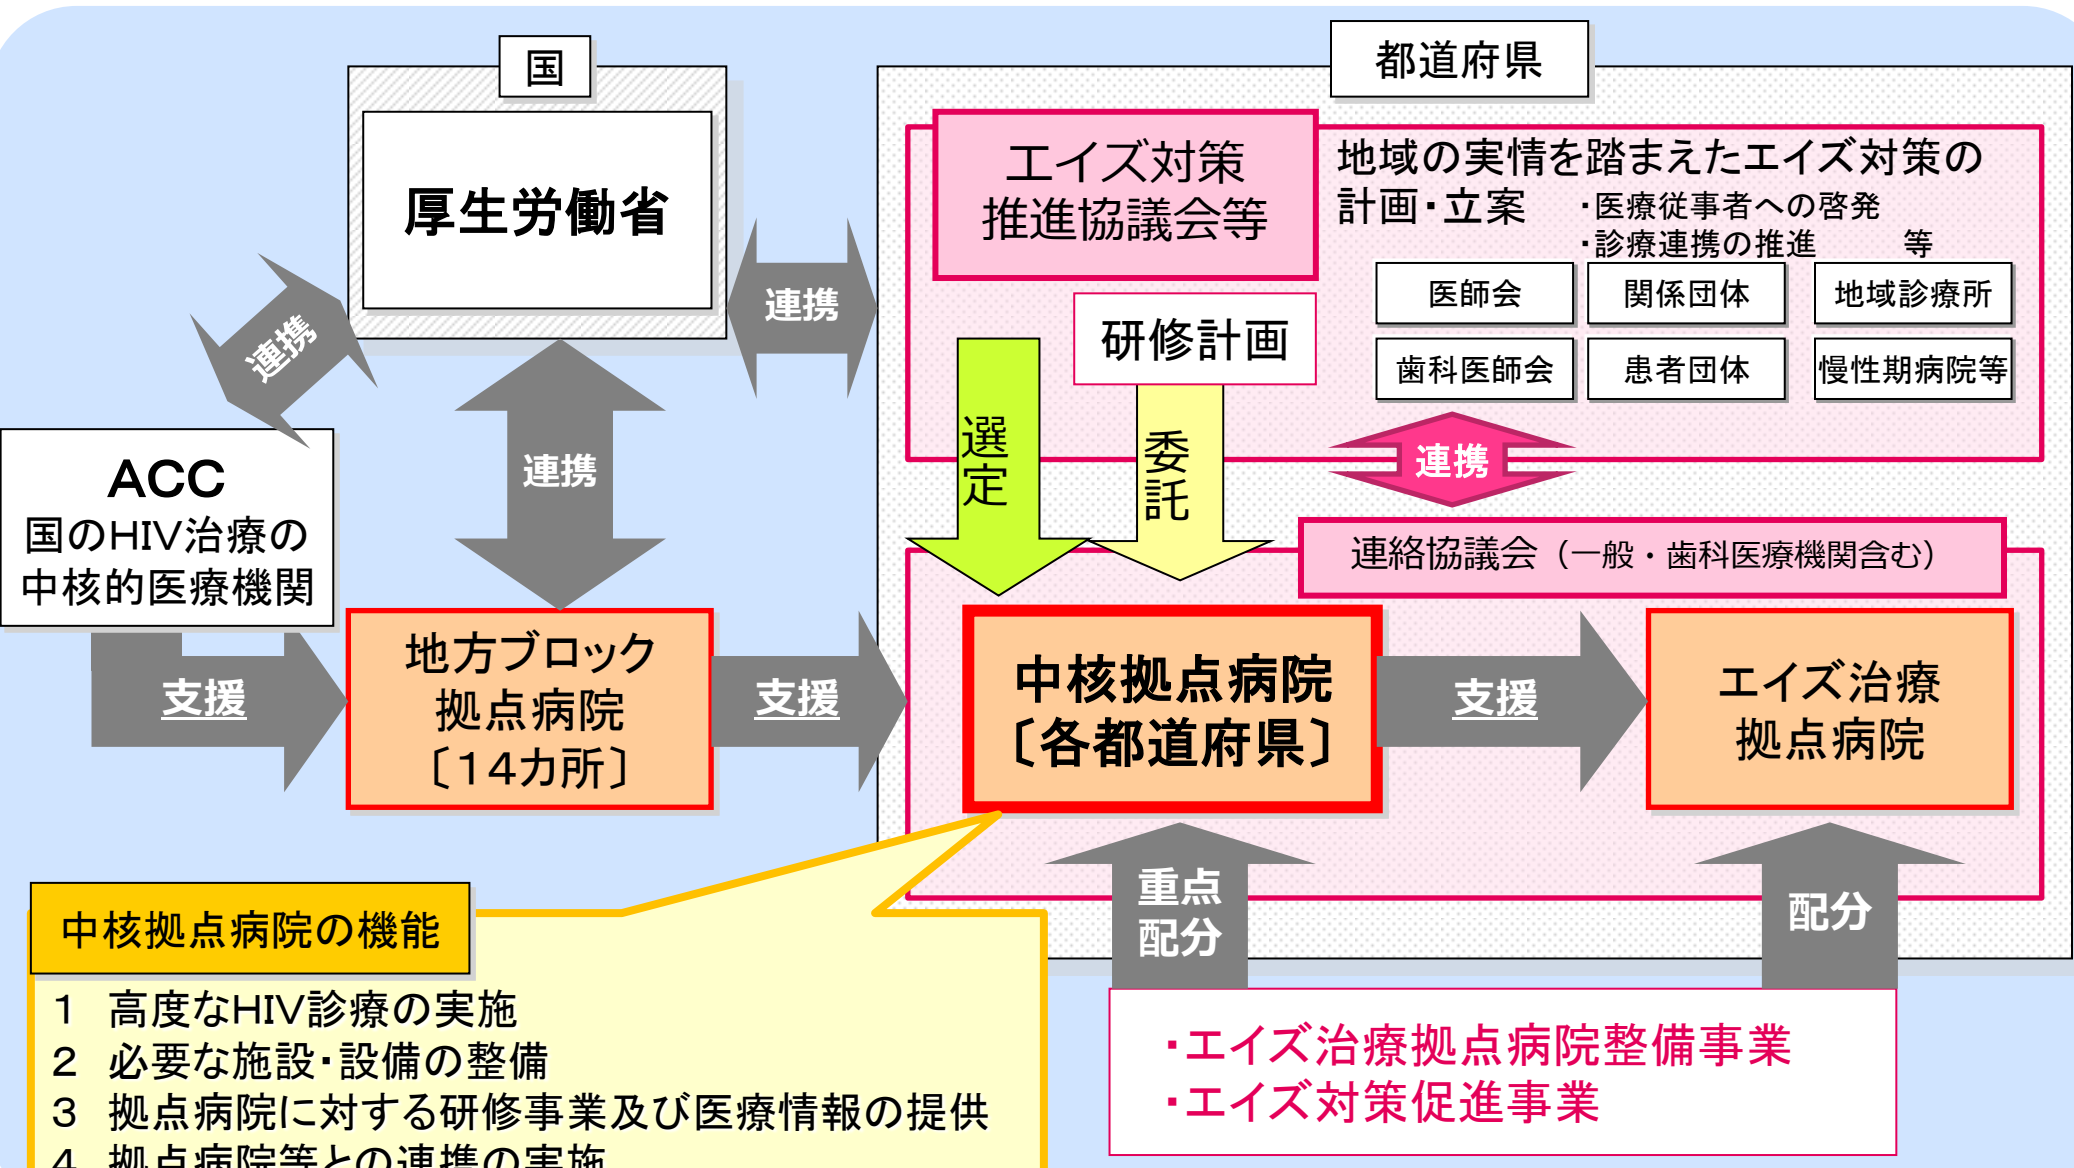 国
厚生労働省
都道府県
エイズ対策
推進協議会等
地域の実情を踏まえたエイズ対策の
計画・立案
・医療従事者への啓発
・診療連携の推進 等
医師会
関係団体
地域診療所
歯科医師会
患者団体
慢性期病院等
研修計画
連携
連携
連携
連携
選定
委託
ACC
国のHIV治療の
中核的医療機関
連絡協議会（一般・歯科医療機関含む）
支援
地方ブロック
拠点病院
〔14カ所〕
支援
中核拠点病院
〔各都道府県〕
支援
エイズ治療
拠点病院
重点
配分
配分
中核拠点病院の機能
1 高度なHIV診療の実施
2 必要な施設・設備の整備
3 拠点病院に対する研修事業及び医療情報の提供
4 拠点病院等との連携の実施
・エイズ治療拠点病院整備事業
・エイズ対策促進事業